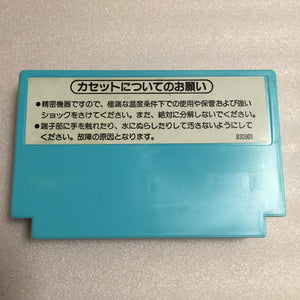 カセットについてのお願い
●精密機器ですので、極端な温度条件下での使用や保管および強い
ショックをさけてください。また、絶対に分解しないでください。
●端子部に手を触れたり、水にぬらしたりして汚さないようにして
ください。故障の原因となります。
830901